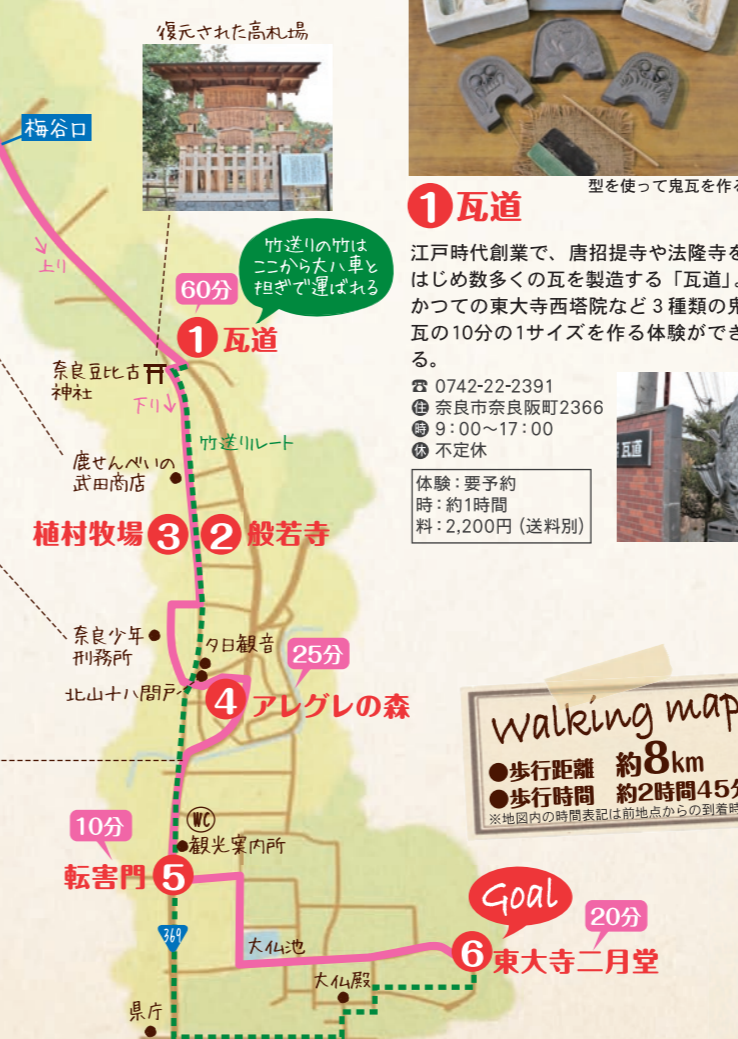 復元された高札場
梅谷口
上り
竹送りの竹は
ここから大八車と
担ぎで運ばれる
60分
1 瓦道
奈良豆比古
神社
下り
竹送りルート
鹿せんべいの
武田商店
植村牧場 3
2 般若寺
奈良少年
刑務所
夕日観音
25分
北山十八間戸
4 アレグレの森
10分
WC
観光案内所
転害門 5
369
大仏池
Goal
20分
6 東大寺二月堂
大仏殿
県庁
型を使って鬼瓦を作る
1 瓦道
江戸時代創業で、唐招提寺や法隆寺を
はじめ数多くの瓦を製造する「瓦道」。
かつての東大寺西塔院など3種類の鬼
瓦の10分の1サイズを作る体験ができ
る。
☎ 0742-22-2391
住 奈良市奈良阪町2366
時 9:00〜17:00
休 不定休
体験：要予約
時：約1時間
料：2,200円（送料別）
瓦道
Walking map
●歩行距離 約8km
●歩行時間 約2時間45分
※地図内の時間表記は前地点からの到着時